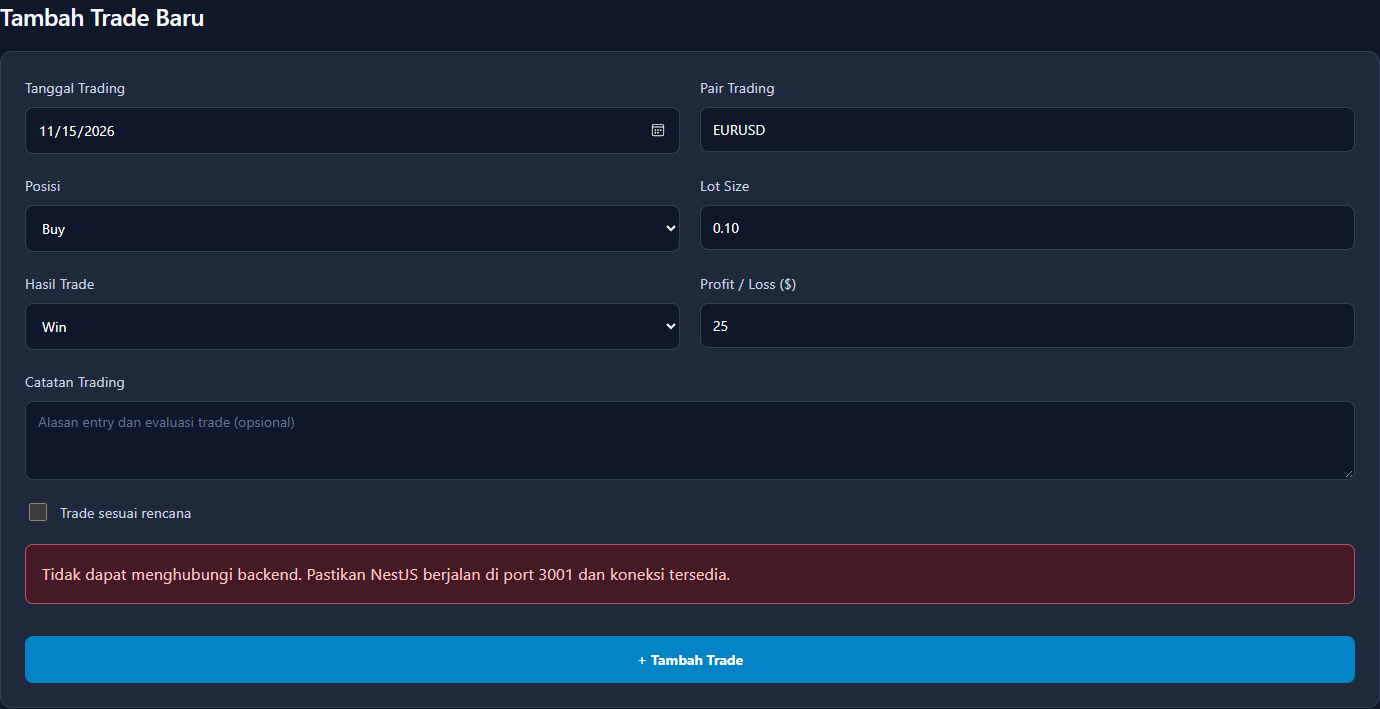 Tambah Trade Baru
Tanggal Trading
11/15/2026
Pair Trading
EURUSD
Posisi
Buy
Lot Size
0.10
Hasil Trade
Win
Profit / Loss ($)
25
Catatan Trading
Alasan entry dan evaluasi trade (opsional)
Trade sesuai rencana
Tidak dapat menghubungi backend. Pastikan NestJS berjalan di port 3001 dan koneksi tersedia.
+ Tambah Trade